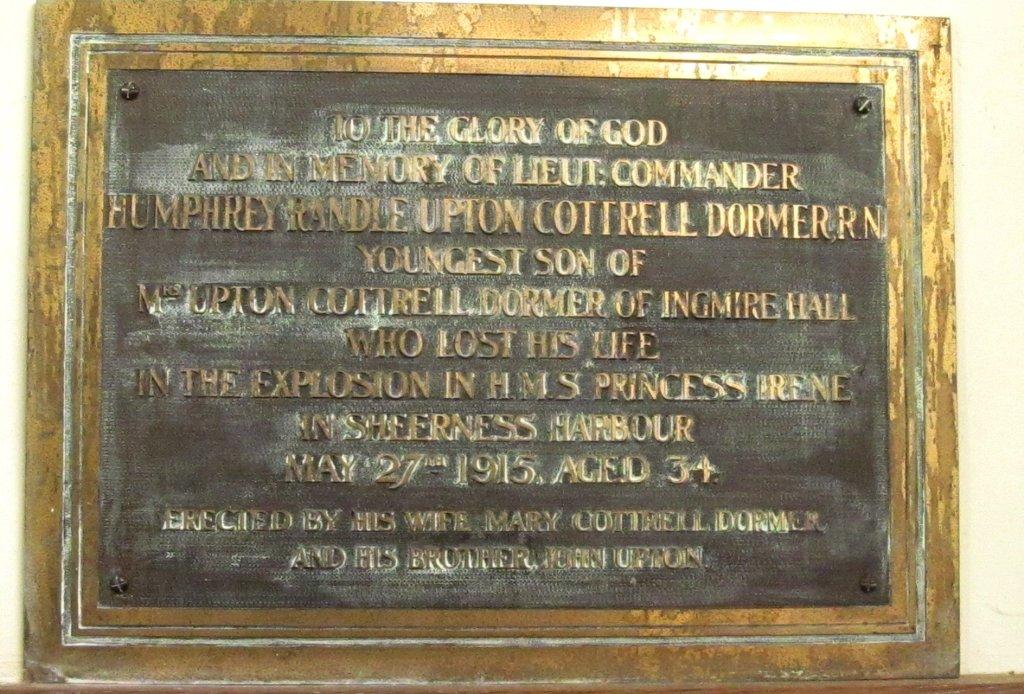 TO THE GLORY OF GOD
AND IN MEMORY OF LIEUT: COMMANDER
HUMPHREY RANDLE UPTON COTTRELL DORMER, R.N
YOUNGEST SON OF
MRS UPTON COTTRELL DORMER OF INGMIRE HALL
WHO LOST HIS LIFE
IN THE EXPLOSION IN H.M.S PRINCESS IRENE
IN SHEERNESS HARBOUR
MAY 27TH 1915. AGED 34.
ERECTED BY HIS WIFE MARY COTTRELL DORMER
AND HIS BROTHER, JOHN UPTON.